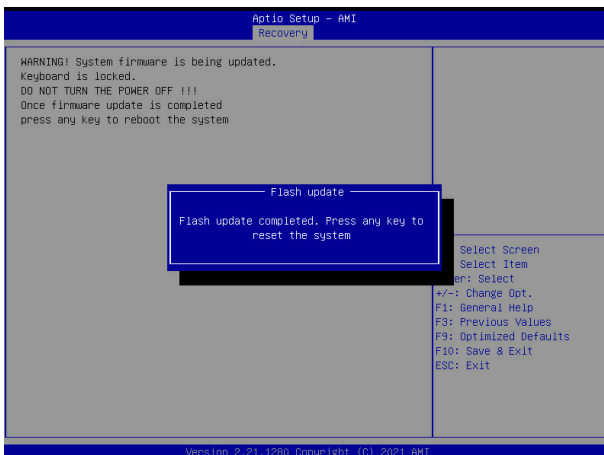 Aptio Setup – AMI
Recovery
WARNING! System firmware is being updated.
Keyboard is locked.
DO NOT TURN THE POWER OFF !!!
Once firmware update is completed
press any key to reboot the system
Flash update
Flash update completed. Press any key to
reset the system
Select Screen
Select Item
er: Select
+/-: Change Opt.
F1: General Help
F3: Previous Values
F9: Optimized Defaults
F10: Save & Exit
ESC: Exit
Version 2.21.1280 Copyright (C) 2021 AMI